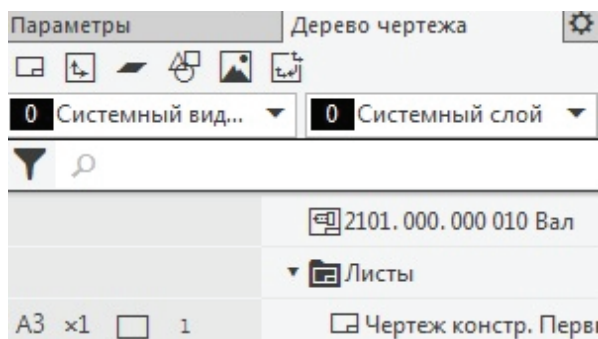 Параметры Дерево чертежа
0 Системный вид... 0 Системный слой
2101.000.000 010 Вал
Листы
А3 ×1 1 Чертеж констр.